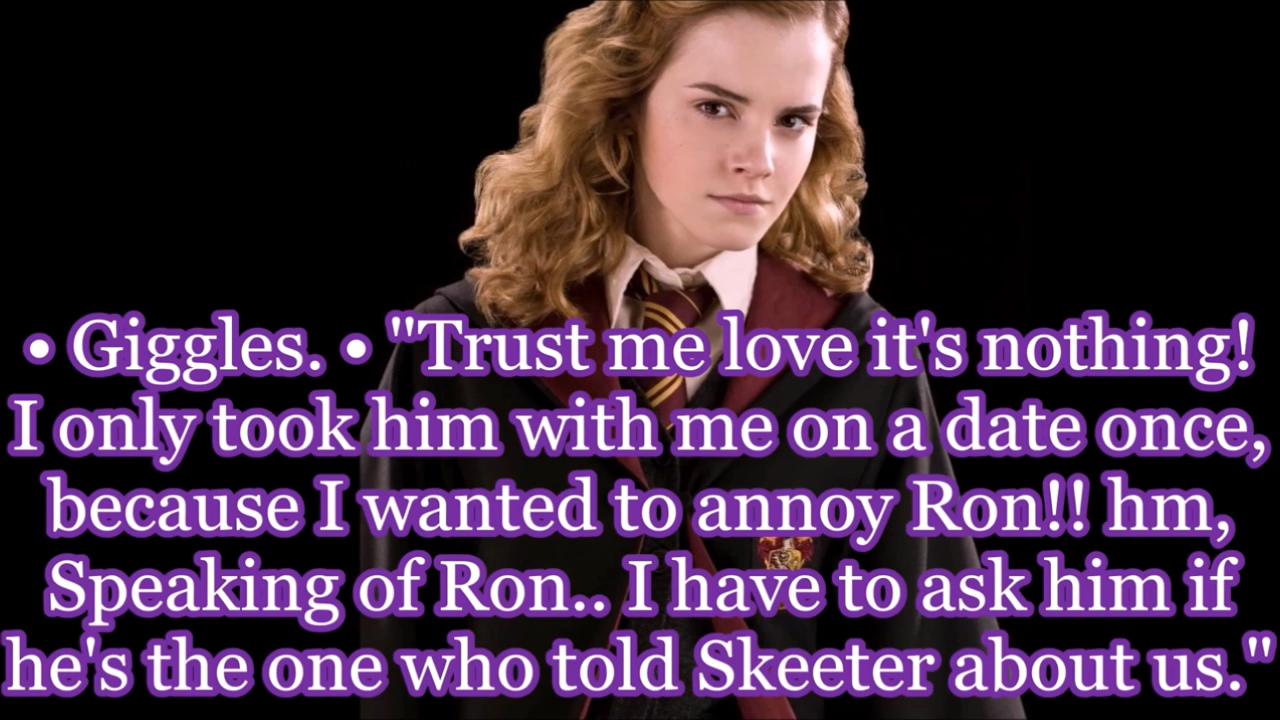 • Giggles. • "Trust me love it's nothing!
I only took him with me on a date once,
because I wanted to annoy Ron!! hm,
Speaking of Ron.. I have to ask him if
he's the one who told Skeeter about us."